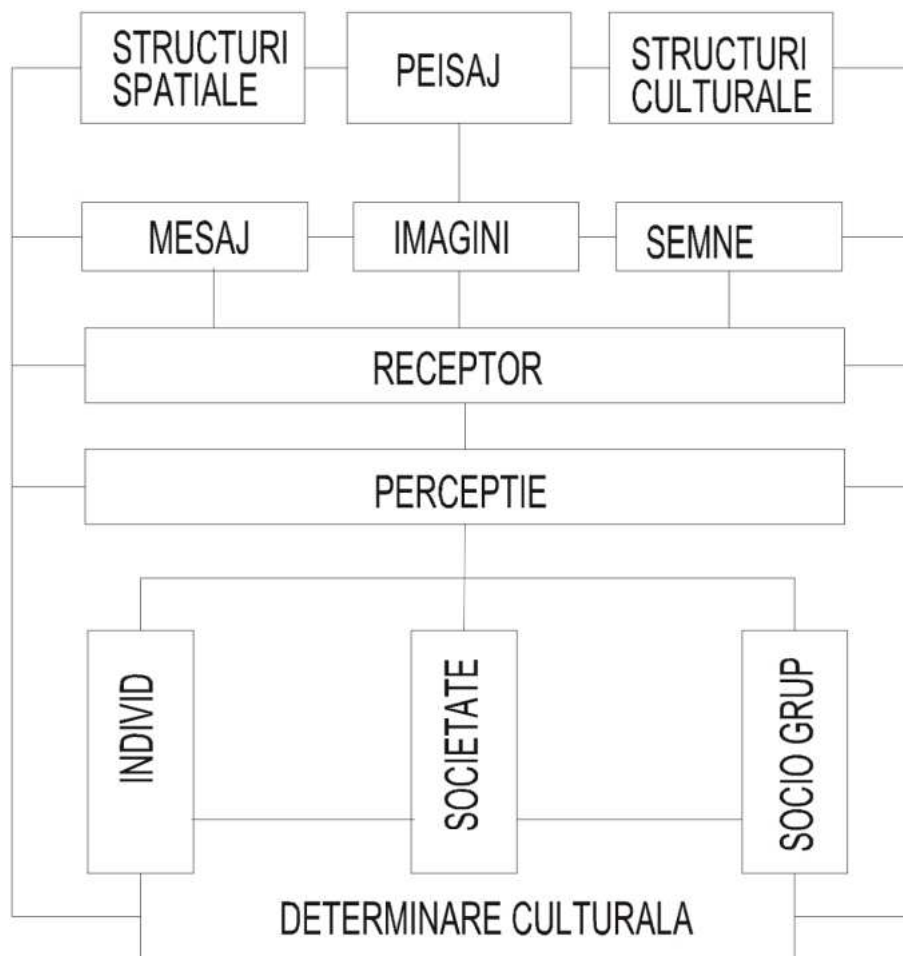 STRUCTURI
SPATIALE
PEISAJ
STRUCTURI
CULTURALE
MESAJ
IMAGINI
SEMNE
RECEPTOR
PERCEPTIE
INDIVID
SOCIETATE
SOCIO GRUP
DETERMINARE CULTURALA